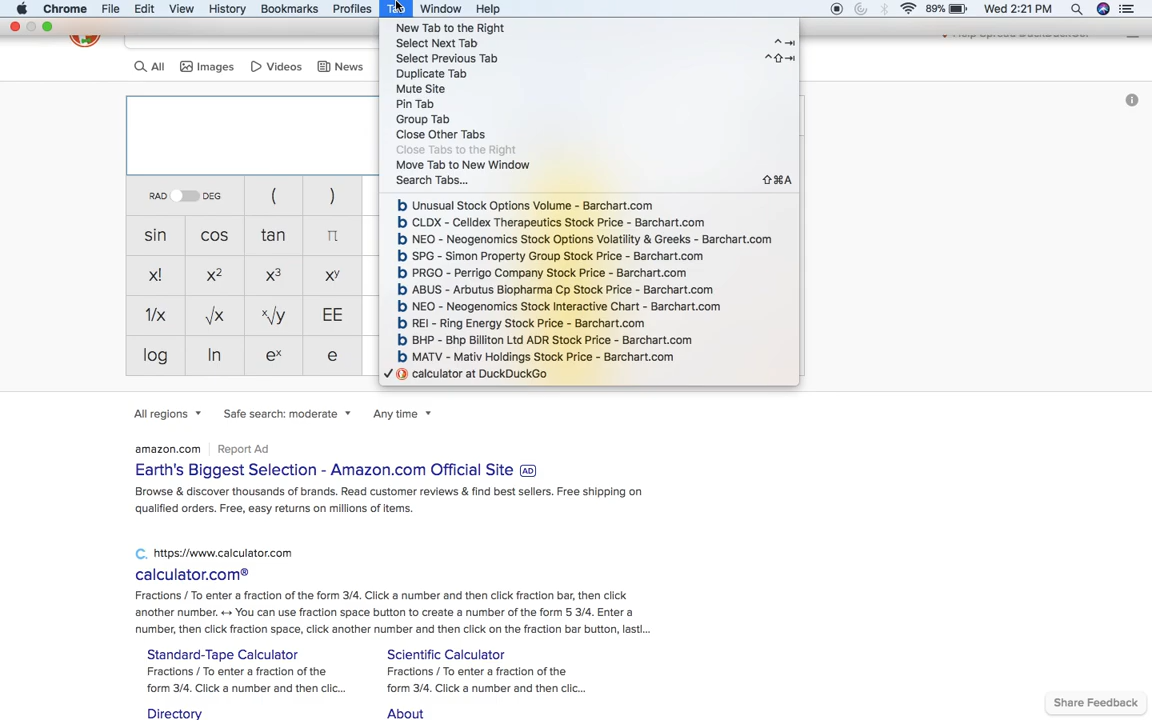 Chrome File Edit View History Bookmarks Profiles Tab Window Help 89% Wed 2:21 PM
New Tab to the Right
Select Next Tab
Select Previous Tab
Duplicate Tab
Mute Site
Pin Tab
Group Tab
Close Other Tabs
Close Tabs to the Right
Move Tab to New Window
Search Tabs... ⇧⌘A
Unusual Stock Options Volume - Barchart.com
CLDX - Celldex Therapeutics Stock Price - Barchart.com
NEO - Neogenomics Stock Options Volatility & Greeks - Barchart.com
SPG - Simon Property Group Stock Price - Barchart.com
PRGO - Perrigo Company Stock Price - Barchart.com
ABUS - Arbutus Biopharma Cp Stock Price - Barchart.com
NEO - Neogenomics Stock Interactive Chart - Barchart.com
REI - Ring Energy Stock Price - Barchart.com
BHP - Bhp Billiton Ltd ADR Stock Price - Barchart.com
MATV - Mativ Holdings Stock Price - Barchart.com
✓ calculator at DuckDuckGo
All Images Videos News
RAD DEG ( )
sin cos tan π
x! x² x³ xʸ
1/x √x ˣ√y EE
log ln eˣ e
All regions Safe search: moderate Any time
amazon.com Report Ad
Earth's Biggest Selection - Amazon.com Official Site AD
Browse & discover thousands of brands. Read customer reviews & find best sellers. Free shipping on
qualified orders. Free, easy returns on millions of items.
https://www.calculator.com
calculator.com®
Fractions / To enter a fraction of the form 3/4. Click a number and then click fraction bar, then click
another number. ↔ You can use fraction space button to create a number of the form 5 3/4. Enter a
number, then click fraction space, click another number and then click on the fraction bar button, lastl...
Standard-Tape Calculator Scientific Calculator
Fractions / To enter a fraction of the Fractions / To enter a fraction of the
form 3/4. Click a number and then clic... form 3/4. Click a number and then clic...
Directory About
Share Feedback